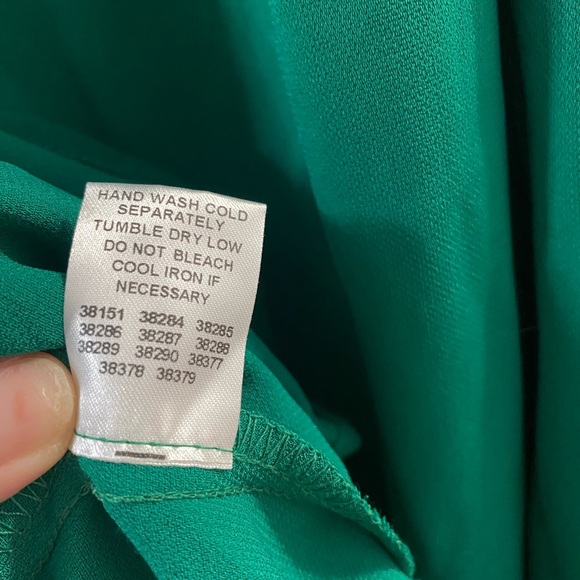 HAND WASH COLD
SEPARATELY
TUMBLE DRY LOW
DO NOT BLEACH
COOL IRON IF
NECESSARY
38151 38284 38285
38286 38287 38288
38289 38290 38377
38378 38379